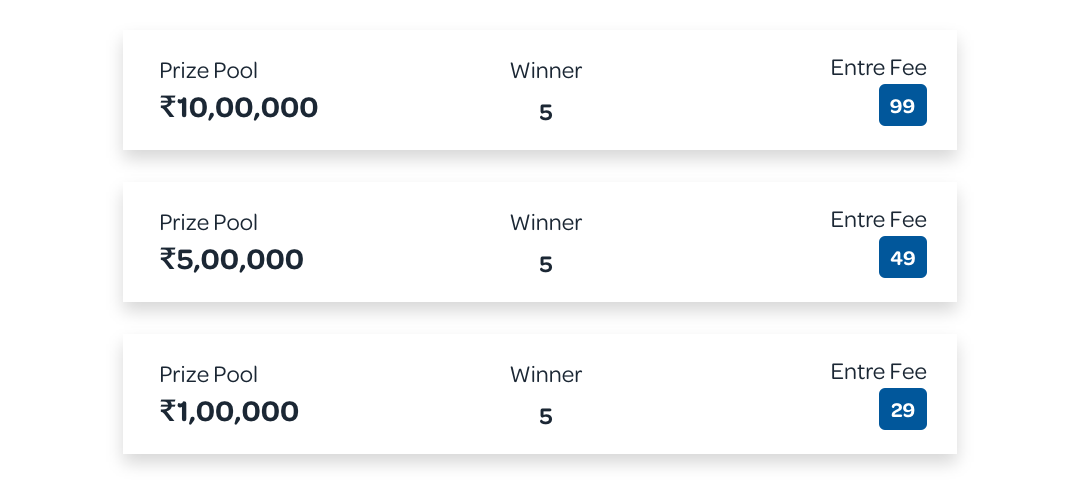 Prize Pool Winner Entre Fee
₹10,00,000 5 99
Prize Pool Winner Entre Fee
₹5,00,000 5 49
Prize Pool Winner Entre Fee
₹1,00,000 5 29